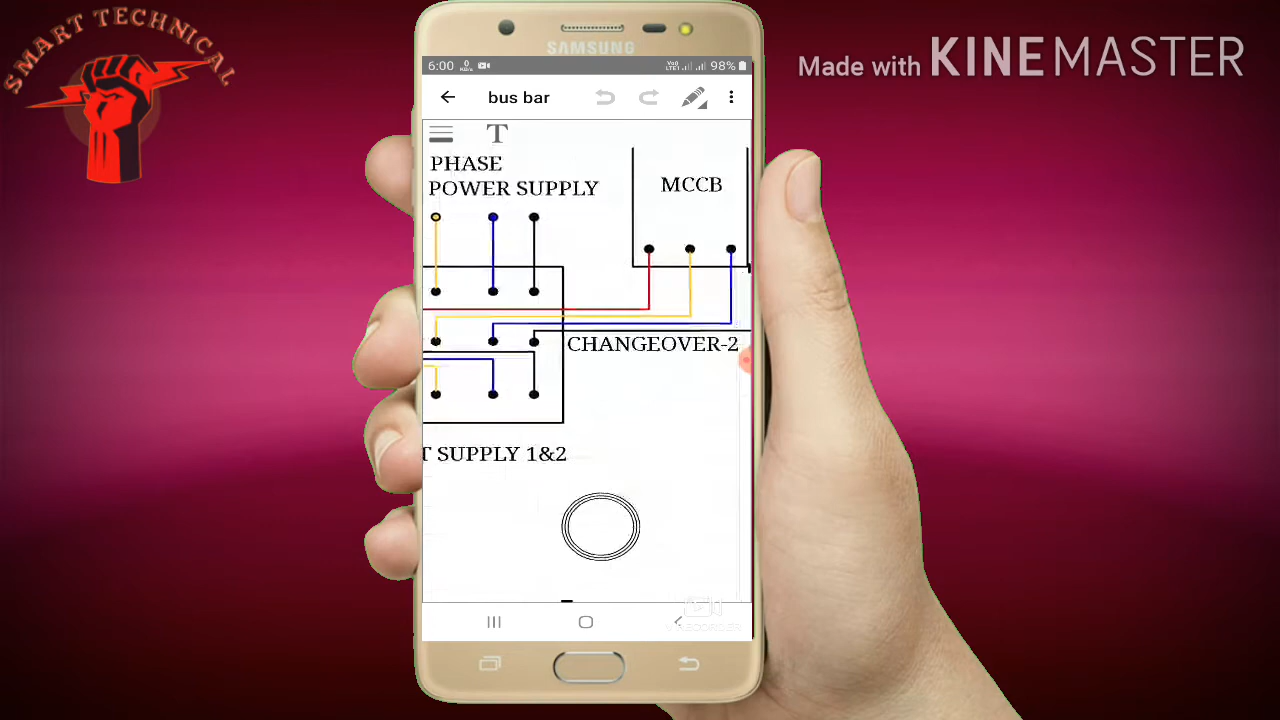 SMART TECHNICAL
Made with KINEMASTER
SAMSUNG
6:00
98%
bus bar
T
PHASE
POWER SUPPLY
MCCB
CHANGEOVER-2
T SUPPLY 1&2